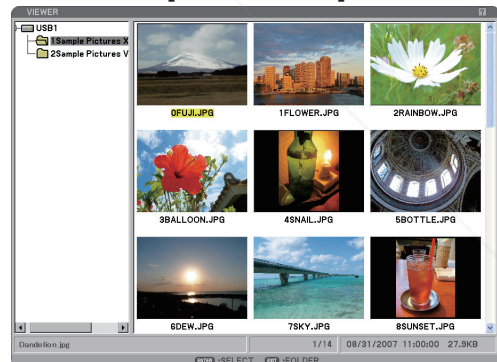 VIEWER
?
USB1
1Sample Pictures X
2Sample Pictures V
0FUJI.JPG
1FLOWER.JPG
2RAINBOW.JPG
3BALLOON.JPG
4SNAIL.JPG
5BOTTLE.JPG
6DEW.JPG
7SKY.JPG
8SUNSET.JPG
Dandelion.jpg
1/14
08/31/2007 11:00:00 27.9KB
ENTER :SELECT EXIT :FOLDER